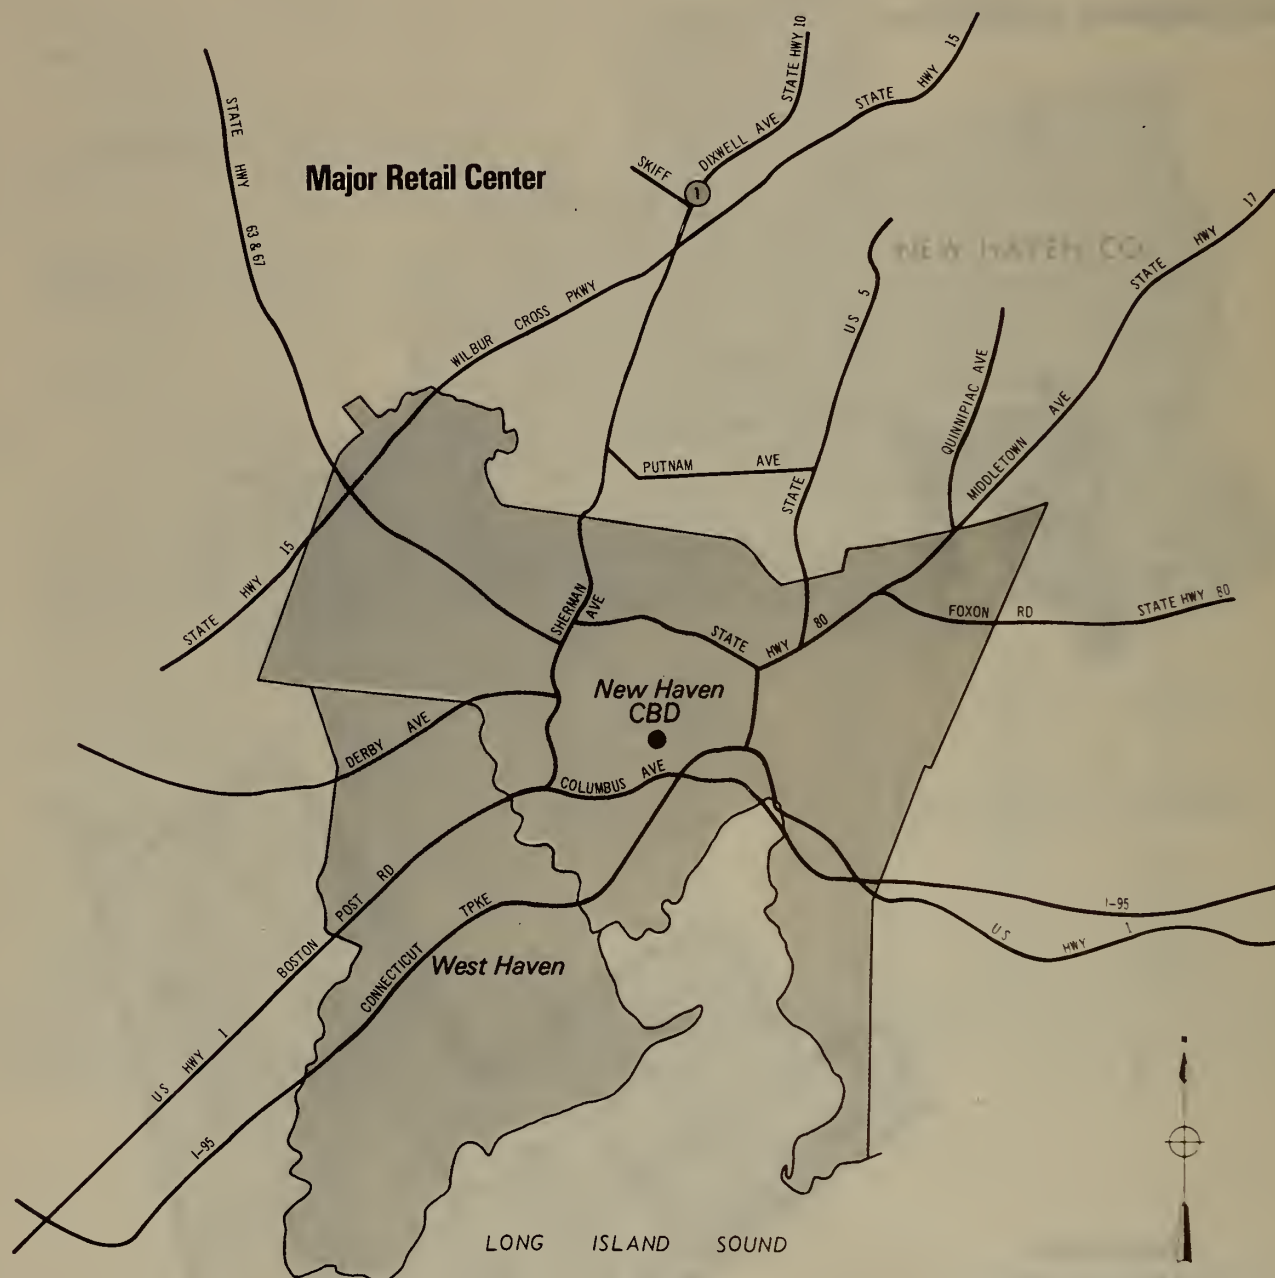 STATE HWY 10
STATE HWY 15
DIXWELL AVE
SKIFF
1
STATE HWY 63 & 67
Major Retail Center
STATE HWY 17
NEW HAVEN CO.
WILBUR CROSS PKWY
US 5
QUINNIPIAC AVE
MIDDLETOWN AVE
PUTNAM AVE
STATE
STATE HWY 15
SHERMAN AVE
STATE HWY 80
FOXON RD
STATE HWY 80
New Haven
CBD
DERBY AVE
COLUMBUS AVE
BOSTON POST RD
CONNECTICUT TPKE
West Haven
I-95
US HWY 1
US HWY 1
I-95
LONG ISLAND SOUND